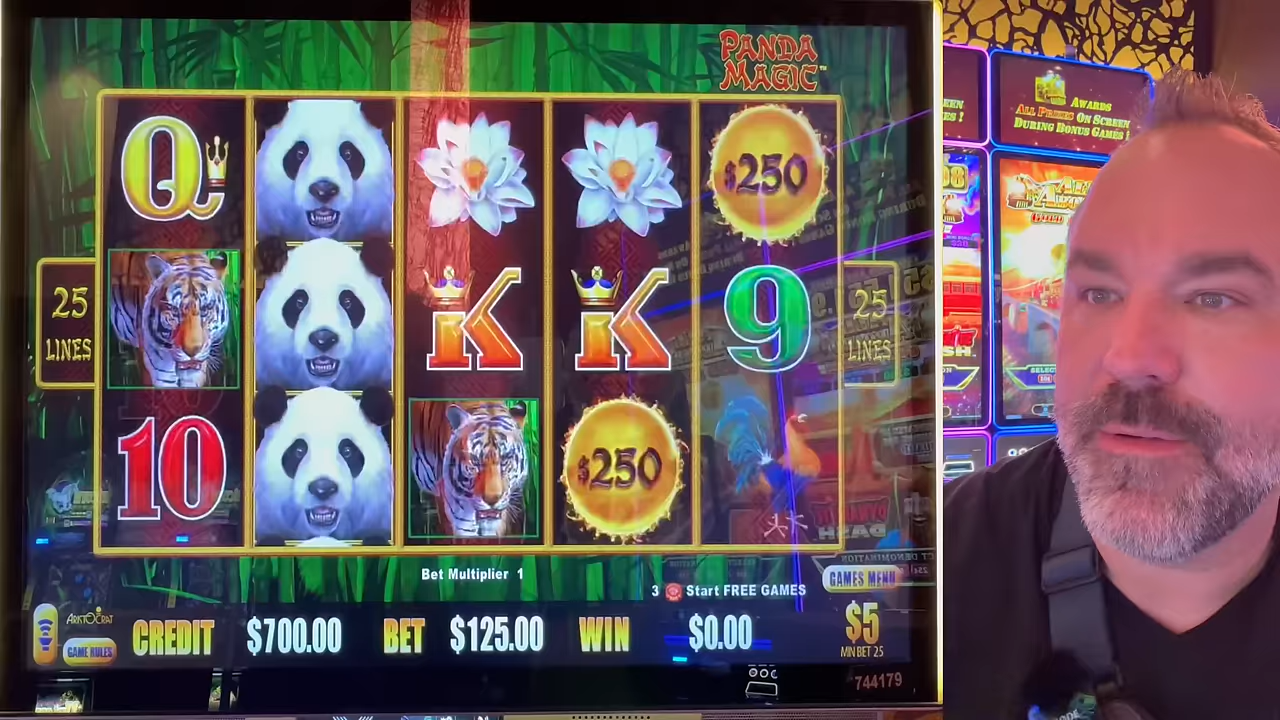 PANDA
MAGIC™
Q
$250
25
LINES
K
K
9
25
LINES
10
$250
Bet Multiplier 1
3 Start FREE GAMES
GAMES MENU
ARISTOCRAT
GAME RULES
CREDIT $700.00 BET $125.00 WIN $0.00
$5
MIN BET 25
744179
AWARDS
ALL PRIZES ON SCREEN
DURING BONUS GAMES!